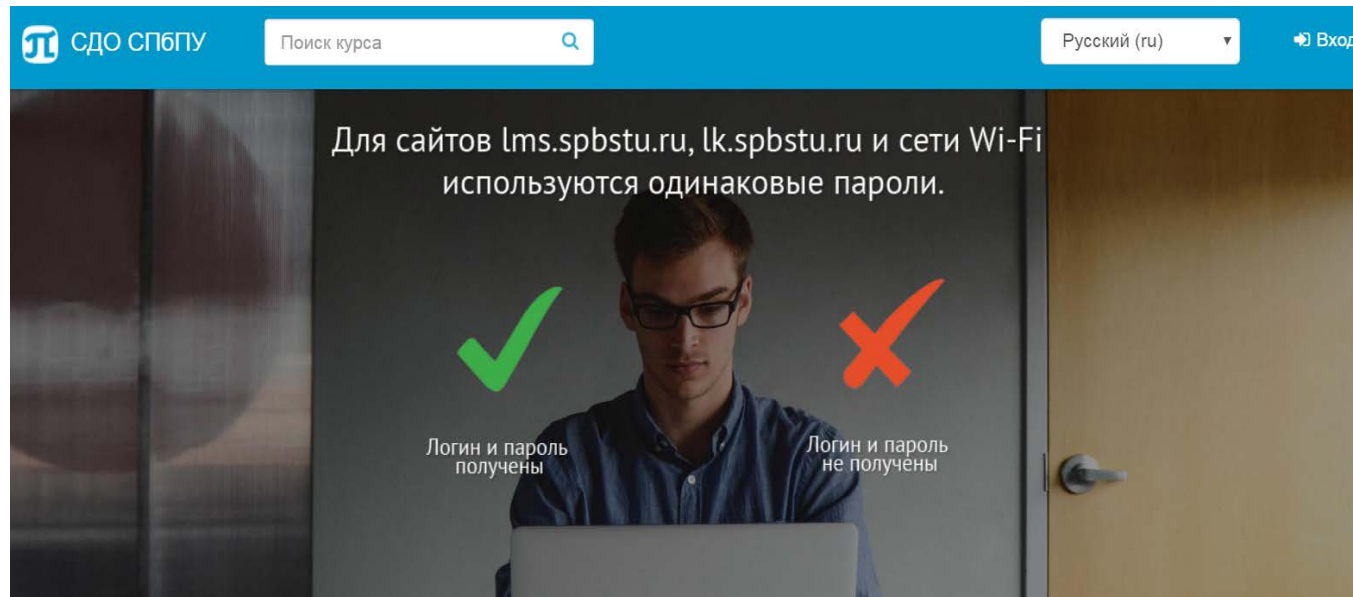 СДО СПбПУ
Поиск курса
Русский (ru)
Вход
Для сайтов lms.spbstu.ru, lk.spbstu.ru и сети Wi-Fi
используются одинаковые пароли.
Логин и пароль
получены
Логин и пароль
не получены